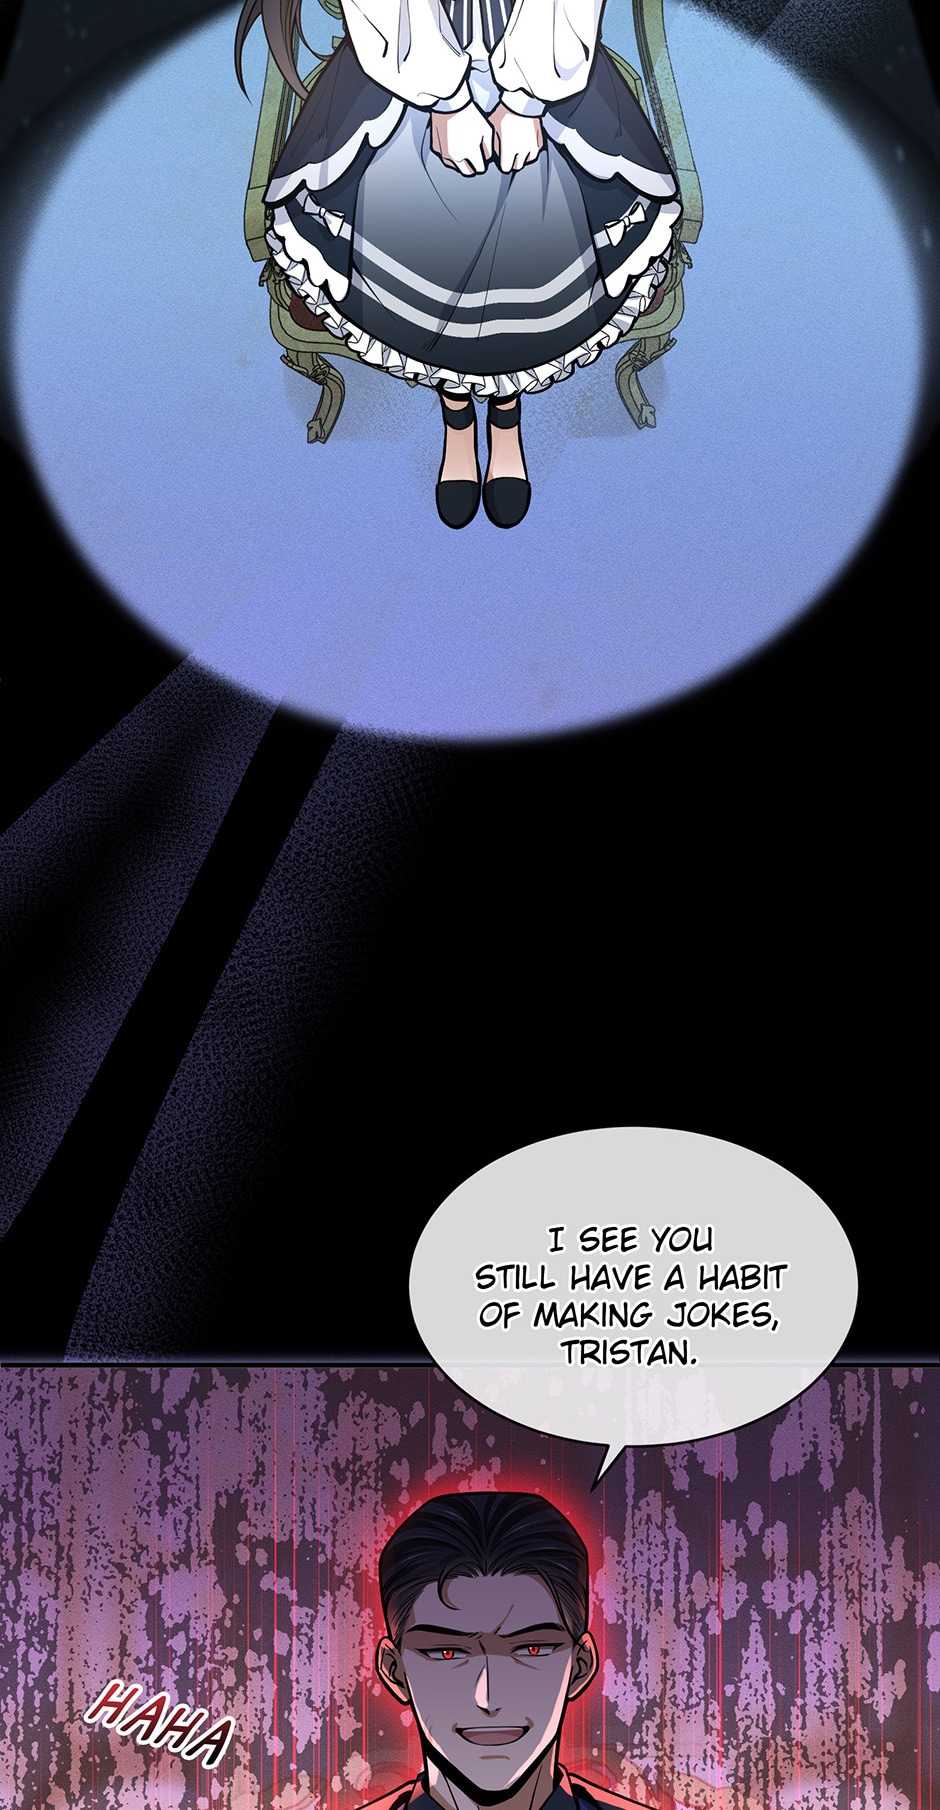 I SEE YOU
STILL HAVE A HABIT
OF MAKING JOKES,
TRISTAN.
HAHA